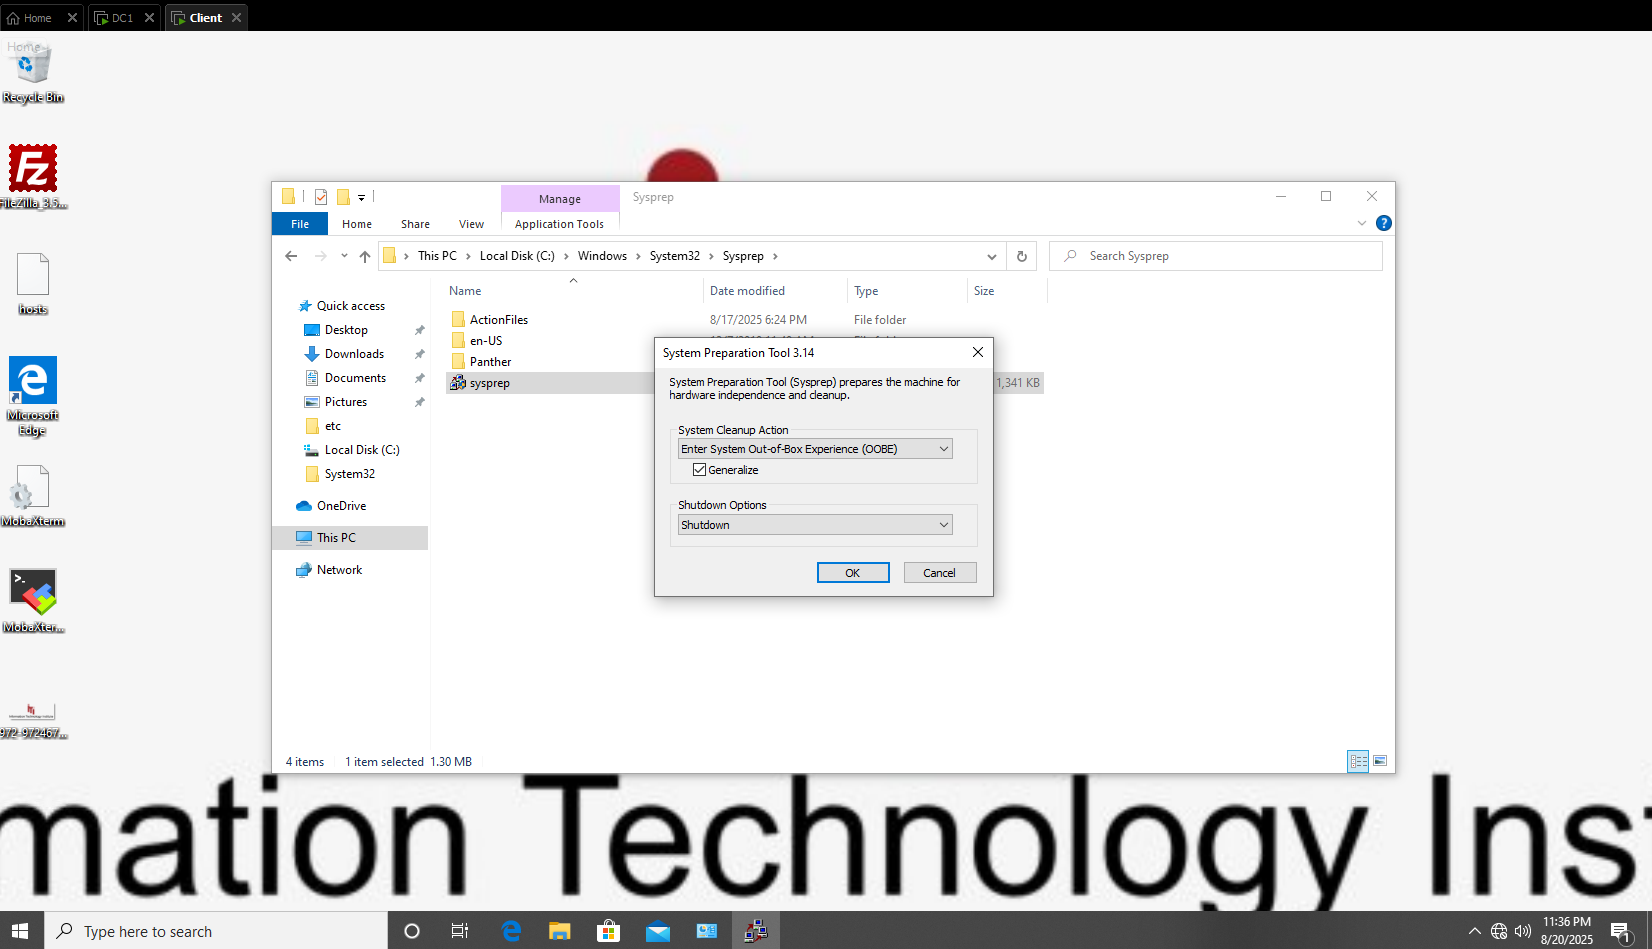 Home
DC1
Client
Home
Recycle Bin
FileZilla_3.5...
hosts
Microsoft
Edge
MobaXterm
MobaXter...
972-972467...
Manage
Sysprep
File
Home
Share
View
Application Tools
This PC
Local Disk (C:)
Windows
System32
Sysprep
Search Sysprep
Name
Date modified
Type
Size
Quick access
Desktop
Downloads
Documents
Pictures
etc
Local Disk (C:)
System32
OneDrive
This PC
Network
ActionFiles
8/17/2025 6:24 PM
File folder
en-US
Panther
sysprep
1,341 KB
System Preparation Tool 3.14
System Preparation Tool (Sysprep) prepares the machine for
hardware independence and cleanup.
System Cleanup Action
Enter System Out-of-Box Experience (OOBE)
Generalize
Shutdown Options
Shutdown
OK
Cancel
4 items
1 item selected 1.30 MB
mation Technology Inst
Type here to search
11:36 PM
8/20/2025
1